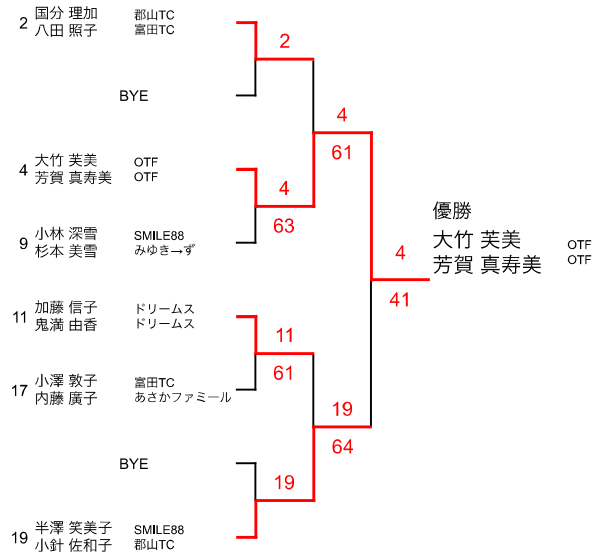 2 国分 理加 郡山TC
八田 照子 富田TC
2
BYE
4
61
4 大竹 芙美 OTF
芳賀 真寿美 OTF
4
63
9 小林 深雪 SMILE88
杉本 美雪 みゆき→ず
優勝
大竹 芙美 OTF
芳賀 真寿美 OTF
4
41
11 加藤 信子 ドリームス
鬼満 由香 ドリームス
11
61
17 小澤 敦子 富田TC
内藤 廣子 あさかファミール
19
64
BYE
19
19 半澤 笑美子 SMILE88
小針 佐和子 郡山TC